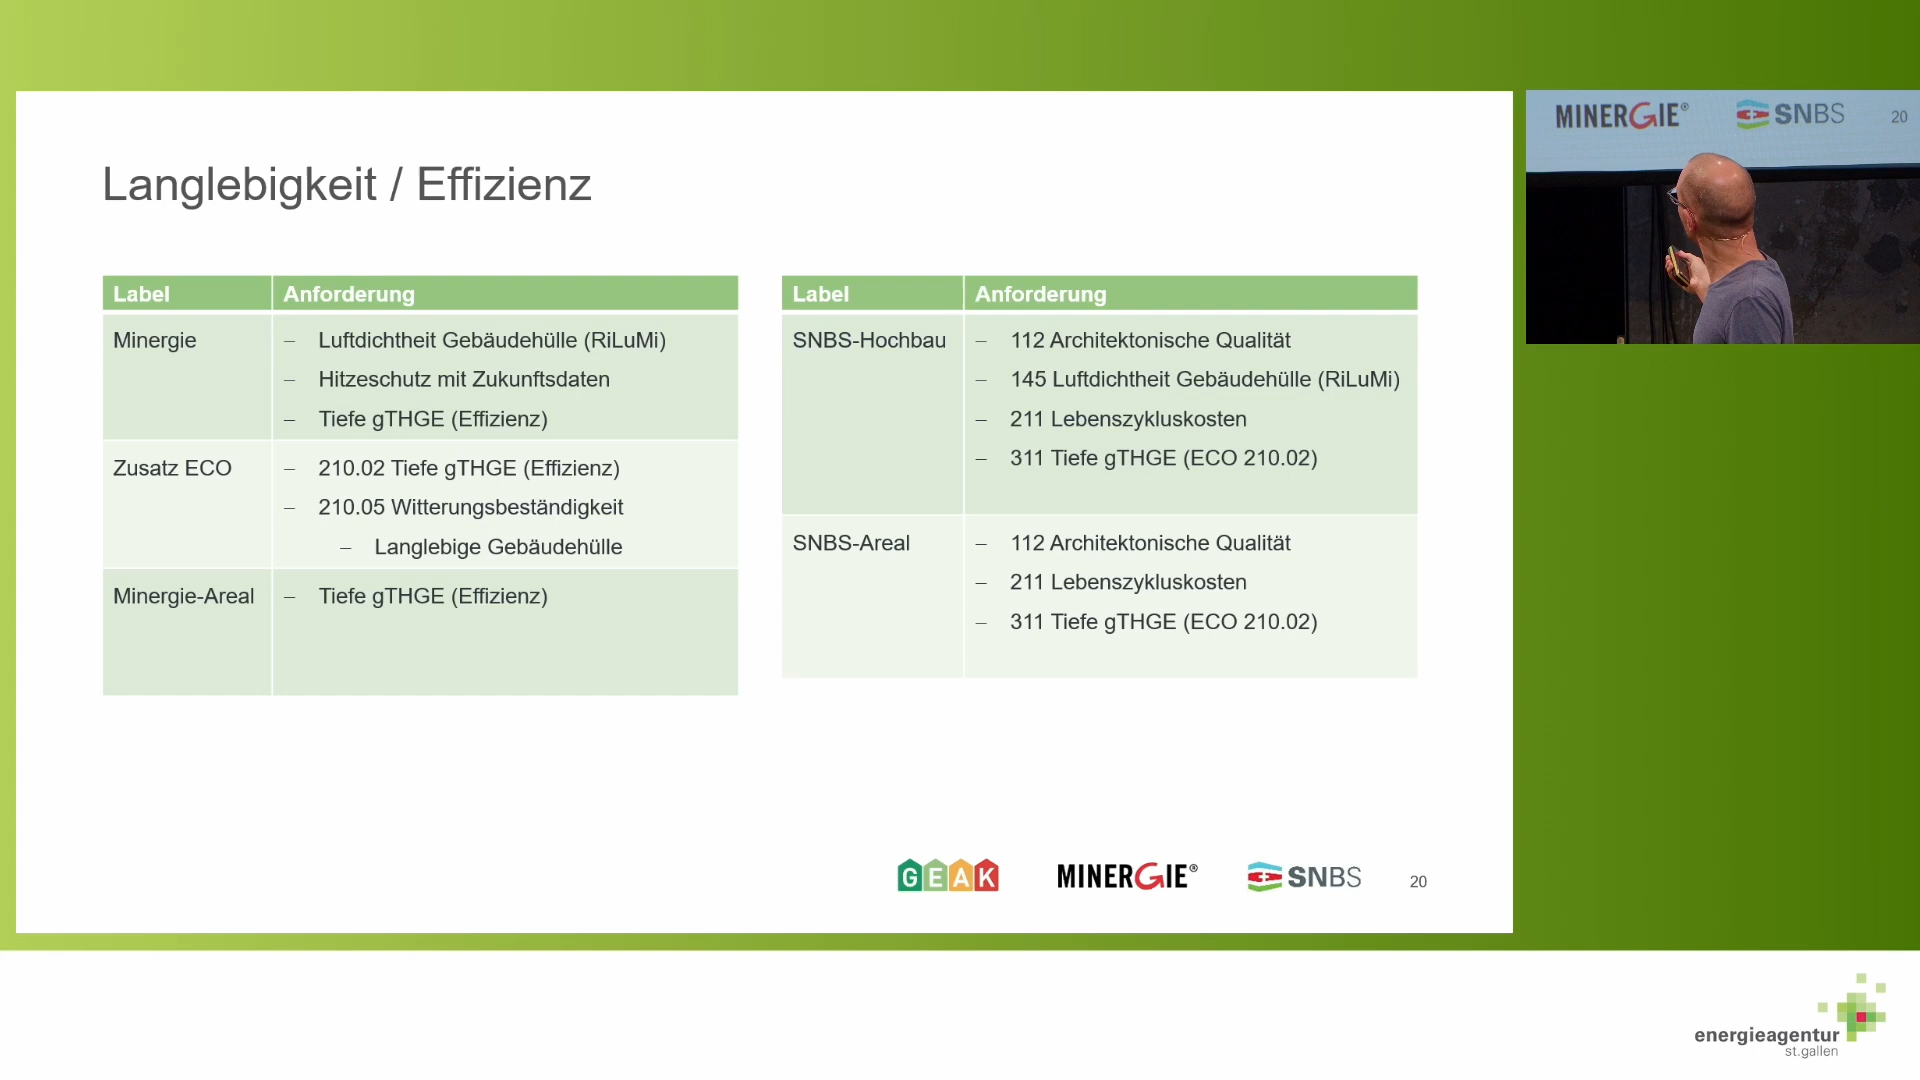 Langlebigkeit / Effizienz
Label Anforderung
Minergie – Luftdichtheit Gebäudehülle (RiLuMi)
– Hitzeschutz mit Zukunftsdaten
– Tiefe gTHGE (Effizienz)
Zusatz ECO – 210.02 Tiefe gTHGE (Effizienz)
– 210.05 Witterungsbeständigkeit
– Langlebige Gebäudehülle
Minergie-Areal – Tiefe gTHGE (Effizienz)
Label Anforderung
SNBS-Hochbau – 112 Architektonische Qualität
– 145 Luftdichtheit Gebäudehülle (RiLuMi)
– 211 Lebenszykluskosten
– 311 Tiefe gTHGE (ECO 210.02)
SNBS-Areal – 112 Architektonische Qualität
– 211 Lebenszykluskosten
– 311 Tiefe gTHGE (ECO 210.02)
GEAK MINERGIE® SNBS 20
MINERGIE® SNBS 20
energieagentur
st.gallen